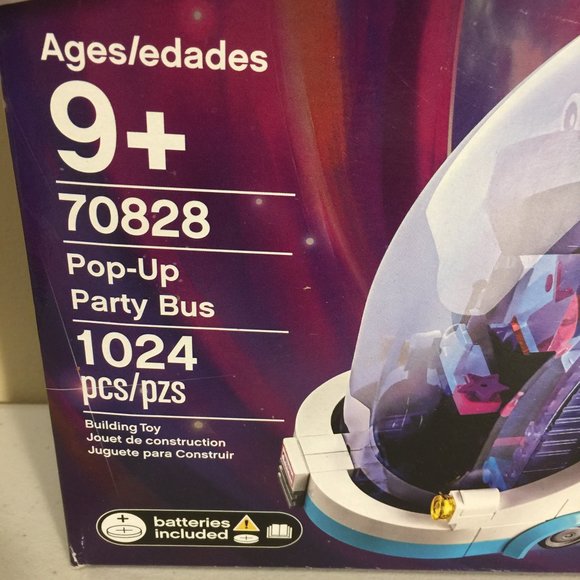 Ages/edades
9+
70828
Pop-Up
Party Bus
1024
pcs/pzs
Building Toy
Jouet de construction
Juguete para Construir
batteries
included